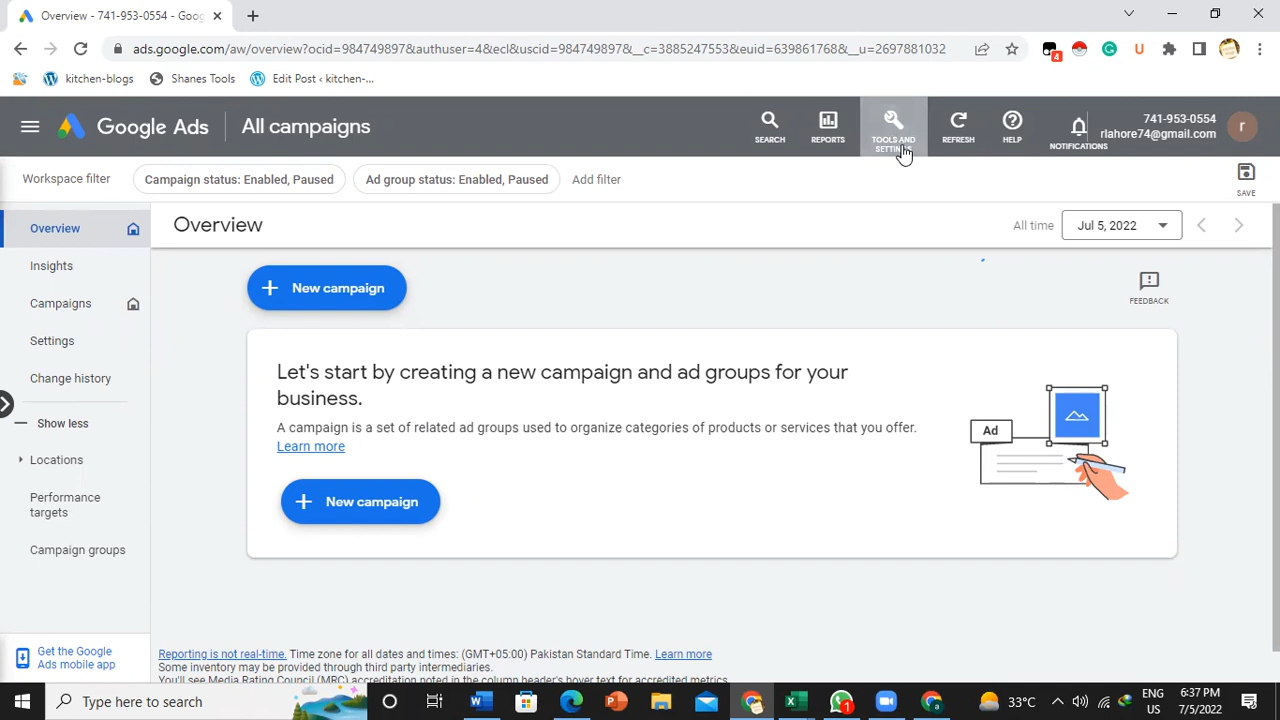 Overview - 741-953-0554 - Goog
ads.google.com/aw/overview?ocid=984749897&authuser=4&ecl&uscid=984749897&__c=3885247553&euid=639861768&__u=2697881032
4
U
kitchen-blogs
Shanes Tools
Edit Post ‹ kitchen-...
Google Ads
All campaigns
SEARCH
REPORTS
TOOLS AND
SETTINGS
REFRESH
HELP
NOTIFICATIONS
741-953-0554
rlahore74@gmail.com
r
Workspace filter
Campaign status: Enabled, Paused
Ad group status: Enabled, Paused
Add filter
SAVE
Overview
Insights
Campaigns
Settings
Change history
Show less
Locations
Performance
targets
Campaign groups
Get the Google
Ads mobile app
Overview
All time
Jul 5, 2022
New campaign
FEEDBACK
Let's start by creating a new campaign and ad groups for your
business.
A campaign is a set of related ad groups used to organize categories of products or services that you offer.
Learn more
New campaign
Ad
Reporting is not real-time. Time zone for all dates and times: (GMT+05:00) Pakistan Standard Time. Learn more
Some inventory may be provided through third party intermediaries.
You'll see Media Rating Council (MRC) accreditation noted in the column header's hover text for accredited metrics.
Type here to search
1
33°C
ENG
US
6:37 PM
7/5/2022